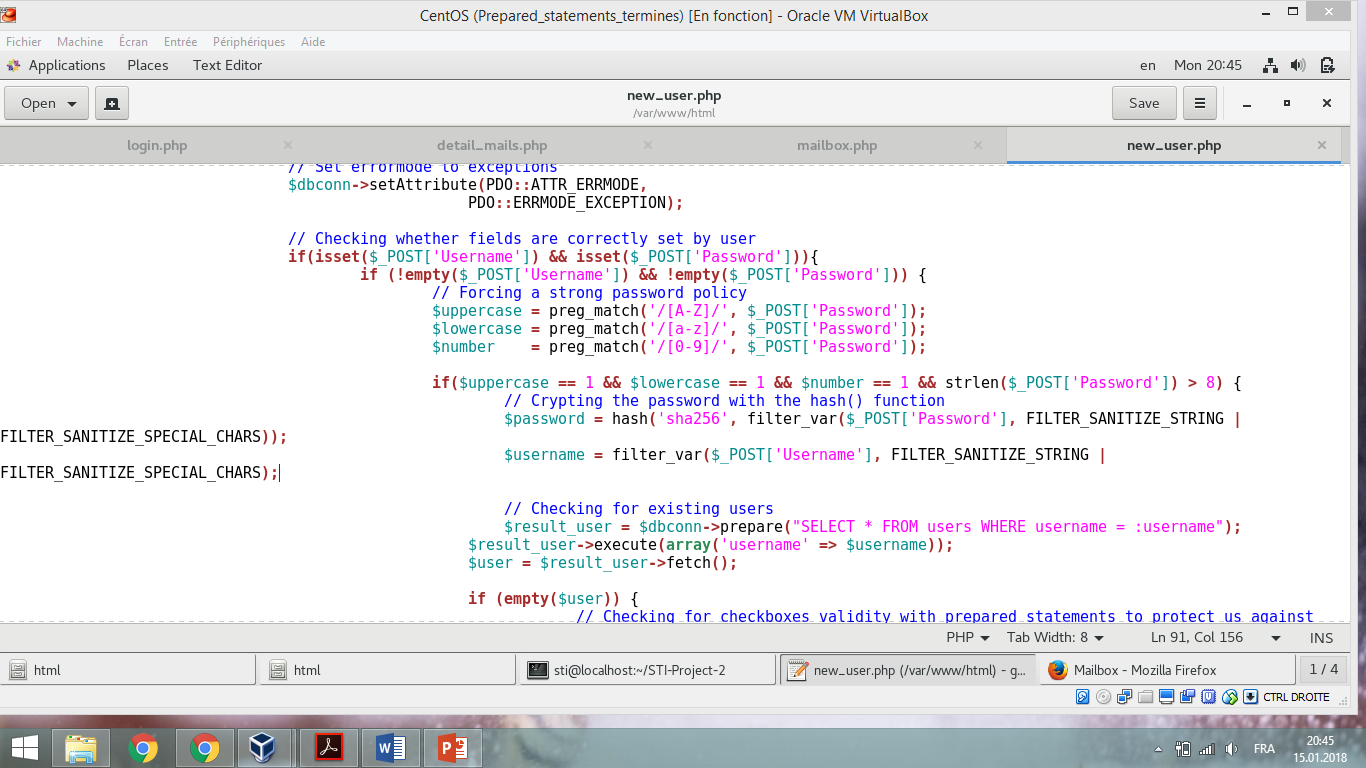 CentOS (Prepared_statements_termines) [En fonction] - Oracle VM VirtualBox
Fichier Machine Écran Entrée Périphériques Aide
Applications Places Text Editor en Mon 20:45
Open new_user.php Save
/var/www/html
login.php detail_mails.php mailbox.php new_user.php
// Set errormode to exceptions
$dbconn->setAttribute(PDO::ATTR_ERRMODE,
PDO::ERRMODE_EXCEPTION);
// Checking whether fields are correctly set by user
if(isset($_POST['Username']) && isset($_POST['Password'])){
if (!empty($_POST['Username']) && !empty($_POST['Password'])) {
// Forcing a strong password policy
$uppercase = preg_match('/[A-Z]/', $_POST['Password']);
$lowercase = preg_match('/[a-z]/', $_POST['Password']);
$number    = preg_match('/[0-9]/', $_POST['Password']);
if($uppercase == 1 && $lowercase == 1 && $number == 1 && strlen($_POST['Password']) > 8) {
// Crypting the password with the hash() function
$password = hash('sha256', filter_var($_POST['Password'], FILTER_SANITIZE_STRING |
FILTER_SANITIZE_SPECIAL_CHARS));
$username = filter_var($_POST['Username'], FILTER_SANITIZE_STRING |
FILTER_SANITIZE_SPECIAL_CHARS);
// Checking for existing users
$result_user = $dbconn->prepare("SELECT * FROM users WHERE username = :username");
$result_user->execute(array('username' => $username));
$user = $result_user->fetch();
if (empty($user)) {
// Checking for checkboxes validity with prepared statements to protect us against
PHP Tab Width: 8 Ln 91, Col 156 INS
html html sti@localhost:~/STI-Project-2 new_user.php (/var/www/html) - g... Mailbox - Mozilla Firefox 1 / 4
CTRL DROITE
FRA 20:45
15.01.2018